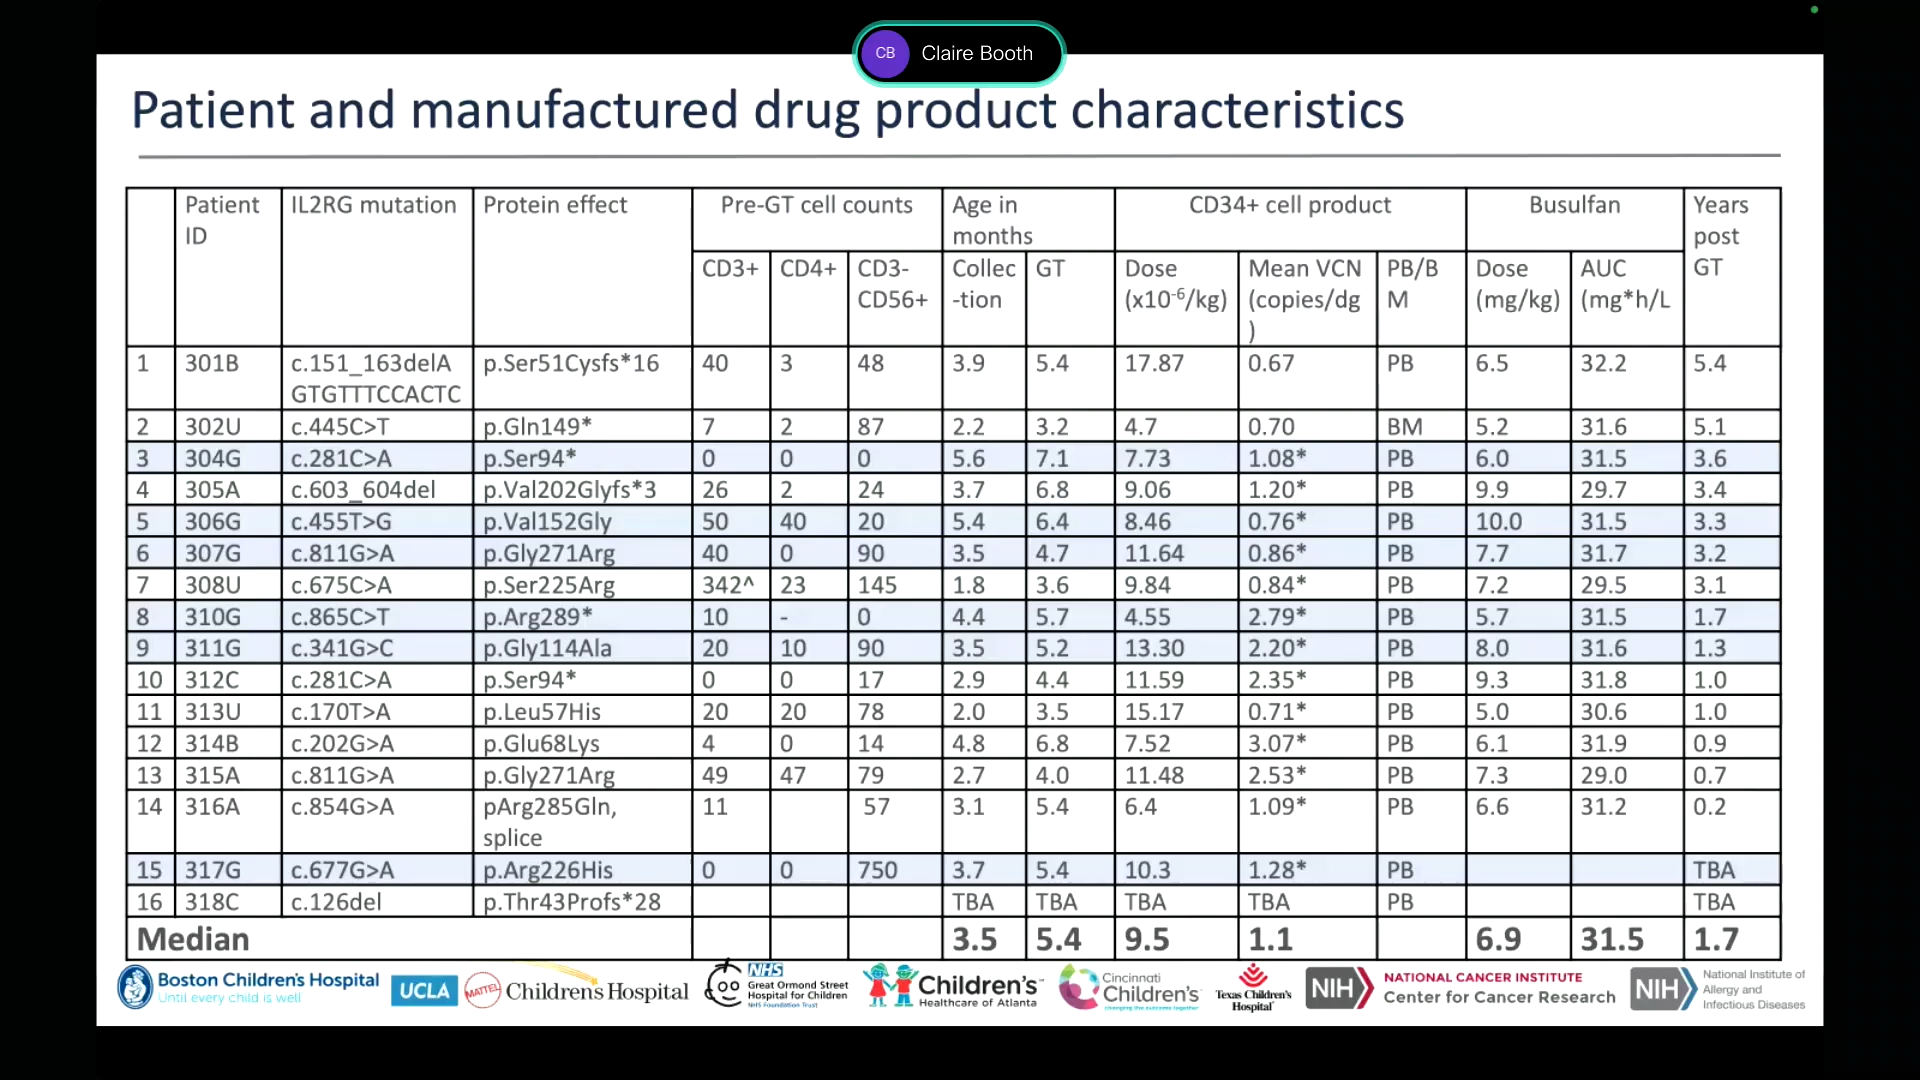 CB Claire Booth
Patient and manufactured drug product characteristics
Patient ID IL2RG mutation Protein effect Pre-GT cell counts Age in months CD34+ cell product Busulfan Years post GT
CD3+ CD4+ CD3-CD56+ Collec-tion GT Dose (x10-6/kg) Mean VCN (copies/dg) PB/BM Dose (mg/kg) AUC (mg*h/L
1 301B c.151_163delAGTGTTTCCACTC p.Ser51Cysfs*16 40 3 48 3.9 5.4 17.87 0.67 PB 6.5 32.2 5.4
2 302U c.445C>T p.Gln149* 7 2 87 2.2 3.2 4.7 0.70 BM 5.2 31.6 5.1
3 304G c.281C>A p.Ser94* 0 0 0 5.6 7.1 7.73 1.08* PB 6.0 31.5 3.6
4 305A c.603_604del p.Val202Glyfs*3 26 2 24 3.7 6.8 9.06 1.20* PB 9.9 29.7 3.4
5 306G c.455T>G p.Val152Gly 50 40 20 5.4 6.4 8.46 0.76* PB 10.0 31.5 3.3
6 307G c.811G>A p.Gly271Arg 40 0 90 3.5 4.7 11.64 0.86* PB 7.7 31.7 3.2
7 308U c.675C>A p.Ser225Arg 342^ 23 145 1.8 3.6 9.84 0.84* PB 7.2 29.5 3.1
8 310G c.865C>T p.Arg289* 10 - 0 4.4 5.7 4.55 2.79* PB 5.7 31.5 1.7
9 311G c.341G>C p.Gly114Ala 20 10 90 3.5 5.2 13.30 2.20* PB 8.0 31.6 1.3
10 312C c.281C>A p.Ser94* 0 0 17 2.9 4.4 11.59 2.35* PB 9.3 31.8 1.0
11 313U c.170T>A p.Leu57His 20 20 78 2.0 3.5 15.17 0.71* PB 5.0 30.6 1.0
12 314B c.202G>A p.Glu68Lys 4 0 14 4.8 6.8 7.52 3.07* PB 6.1 31.9 0.9
13 315A c.811G>A p.Gly271Arg 49 47 79 2.7 4.0 11.48 2.53* PB 7.3 29.0 0.7
14 316A c.854G>A pArg285Gln, splice 11 57 3.1 5.4 6.4 1.09* PB 6.6 31.2 0.2
15 317G c.677G>A p.Arg226His 0 0 750 3.7 5.4 10.3 1.28* PB TBA
16 318C c.126del p.Thr43Profs*28 TBA TBA TBA TBA PB TBA
Median 3.5 5.4 9.5 1.1 6.9 31.5 1.7
Boston Children's Hospital
Until every child is well
UCLA
MATTEL Children's Hospital
NHS
Great Ormond Street
Hospital for Children
NHS Foundation Trust
Children's™
Healthcare of Atlanta
Cincinnati
Children's
changing the outcome together
Texas Children's
Hospital
NIH NATIONAL CANCER INSTITUTE
Center for Cancer Research
NIH National Institute of
Allergy and
Infectious Diseases